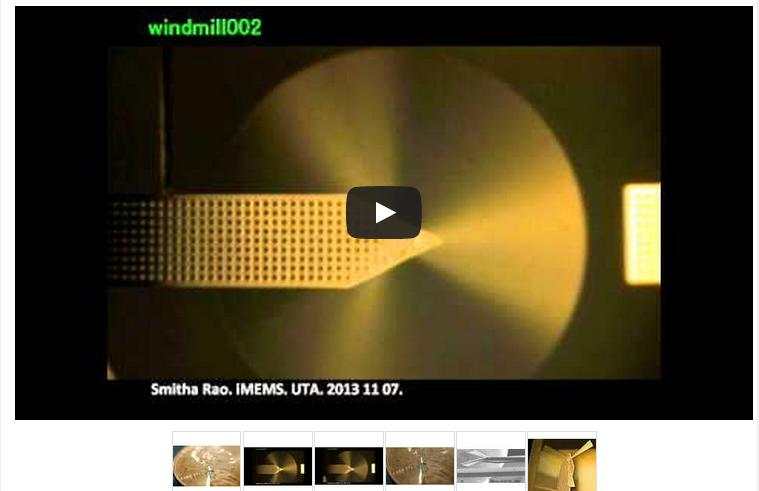 windmill002
Smitha Rao. iMEMS. UTA. 2013 11 07.